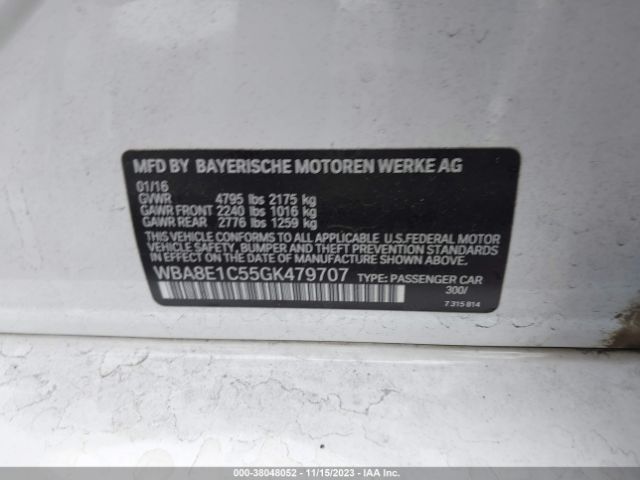 MFD BY BAYERISCHE MOTOREN WERKE AG
01/16
GVWR 4795 lbs 2175 kg
GAWR FRONT 2240 lbs 1016 kg
GAWR REAR 2776 lbs 1259 kg
THIS VEHICLE CONFORMS TO ALL APPLICABLE U.S.FEDERAL MOTOR
VEHICLE SAFETY, BUMPER AND THEFT PREVENTION STANDARDS
IN EFFECT ON THE DATE OF MANUFACTURE SHOWN ABOVE.
WBA8E1C55GK479707 TYPE: PASSENGER CAR
300/
7 315 814
000-38048052 - 11/15/2023 - IAA Inc.